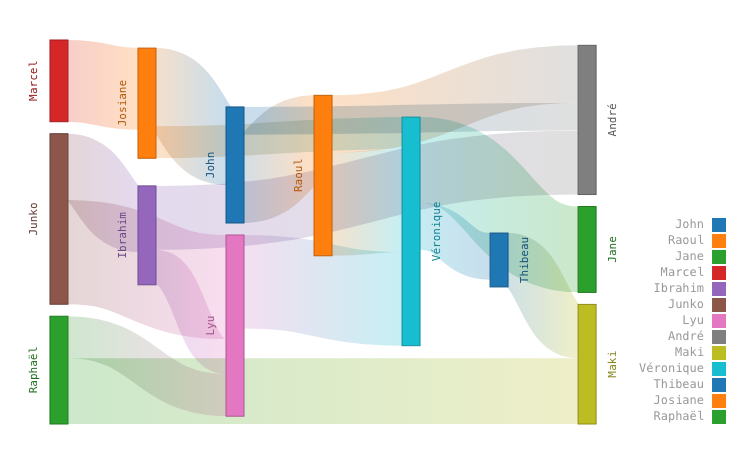 Marcel
Junko
Raphaël
Josiane
Ibrahim
John
Lyu
Raoul
Véronique
Thibeau
André
Jane
Maki
John
Raoul
Jane
Marcel
Ibrahim
Junko
Lyu
André
Maki
Véronique
Thibeau
Josiane
Raphaël